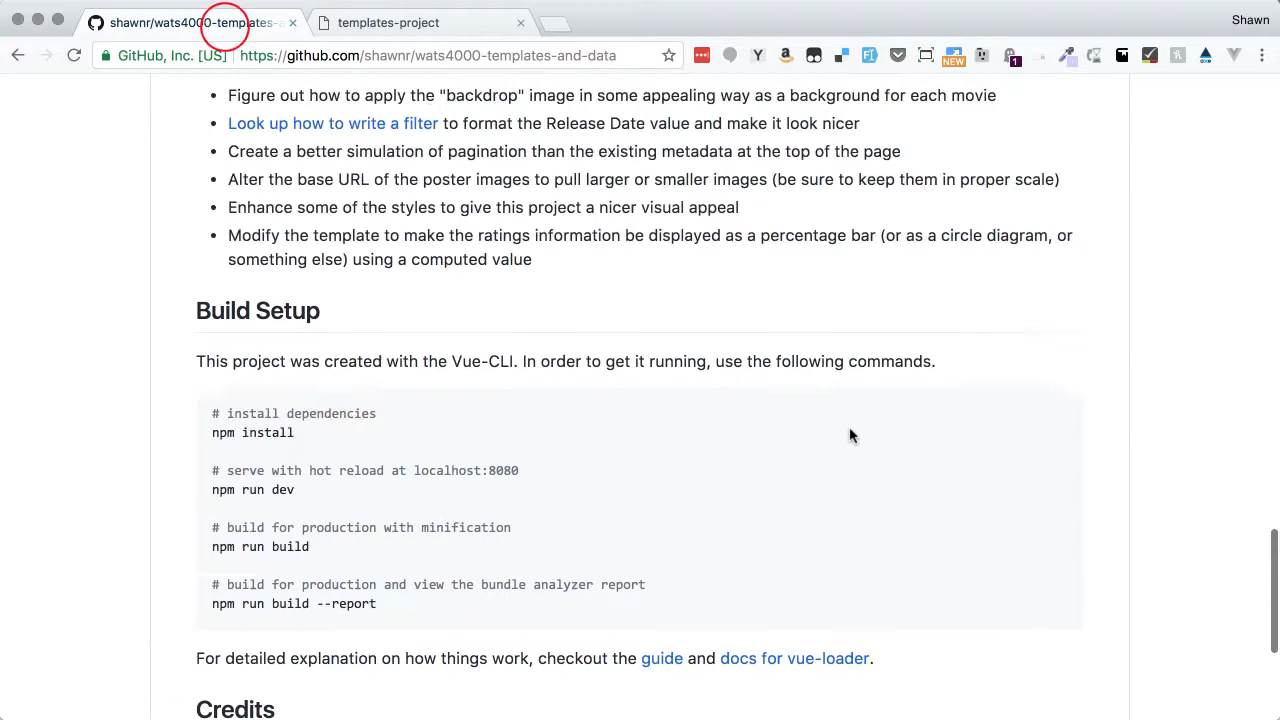 shawnr/wats4000-templates-a
templates-project
Shawn
GitHub, Inc. [US] https://github.com/shawnr/wats4000-templates-and-data
NEW
1
• Figure out how to apply the "backdrop" image in some appealing way as a background for each movie
• Look up how to write a filter to format the Release Date value and make it look nicer
• Create a better simulation of pagination than the existing metadata at the top of the page
• Alter the base URL of the poster images to pull larger or smaller images (be sure to keep them in proper scale)
• Enhance some of the styles to give this project a nicer visual appeal
• Modify the template to make the ratings information be displayed as a percentage bar (or as a circle diagram, or
something else) using a computed value
Build Setup
This project was created with the Vue-CLI. In order to get it running, use the following commands.
# install dependencies
npm install
# serve with hot reload at localhost:8080
npm run dev
# build for production with minification
npm run build
# build for production and view the bundle analyzer report
npm run build --report
For detailed explanation on how things work, checkout the guide and docs for vue-loader.
Credits